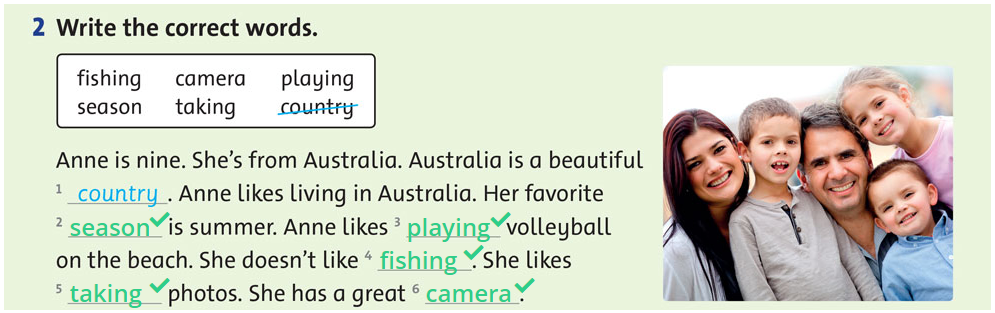 2 Write the correct words.
fishing camera playing
season taking country
Anne is nine. She's from Australia. Australia is a beautiful
1 country. Anne likes living in Australia. Her favorite
2 season is summer. Anne likes 3 playing volleyball
on the beach. She doesn't like 4 fishing. She likes
5 taking photos. She has a great 6 camera.